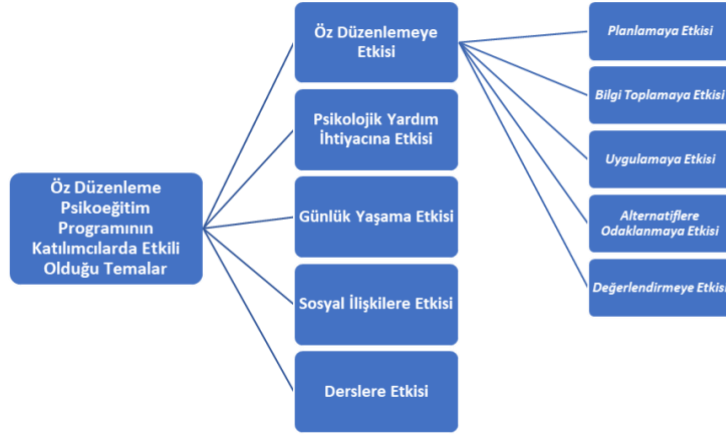 Öz Düzenleme
Psikoeğitim
Programının
Katılımcılarda Etkili
Olduğu Temalar
Öz Düzenlemeye
Etkisi
Psikolojik Yardım
İhtiyacına Etkisi
Günlük Yaşama Etkisi
Sosyal İlişkilere Etkisi
Derslere Etkisi
Planlamaya Etkisi
Bilgi Toplamaya Etkisi
Uygulamaya Etkisi
Alternatiflere
Odaklanmaya Etkisi
Değerlendirmeye Etkisi